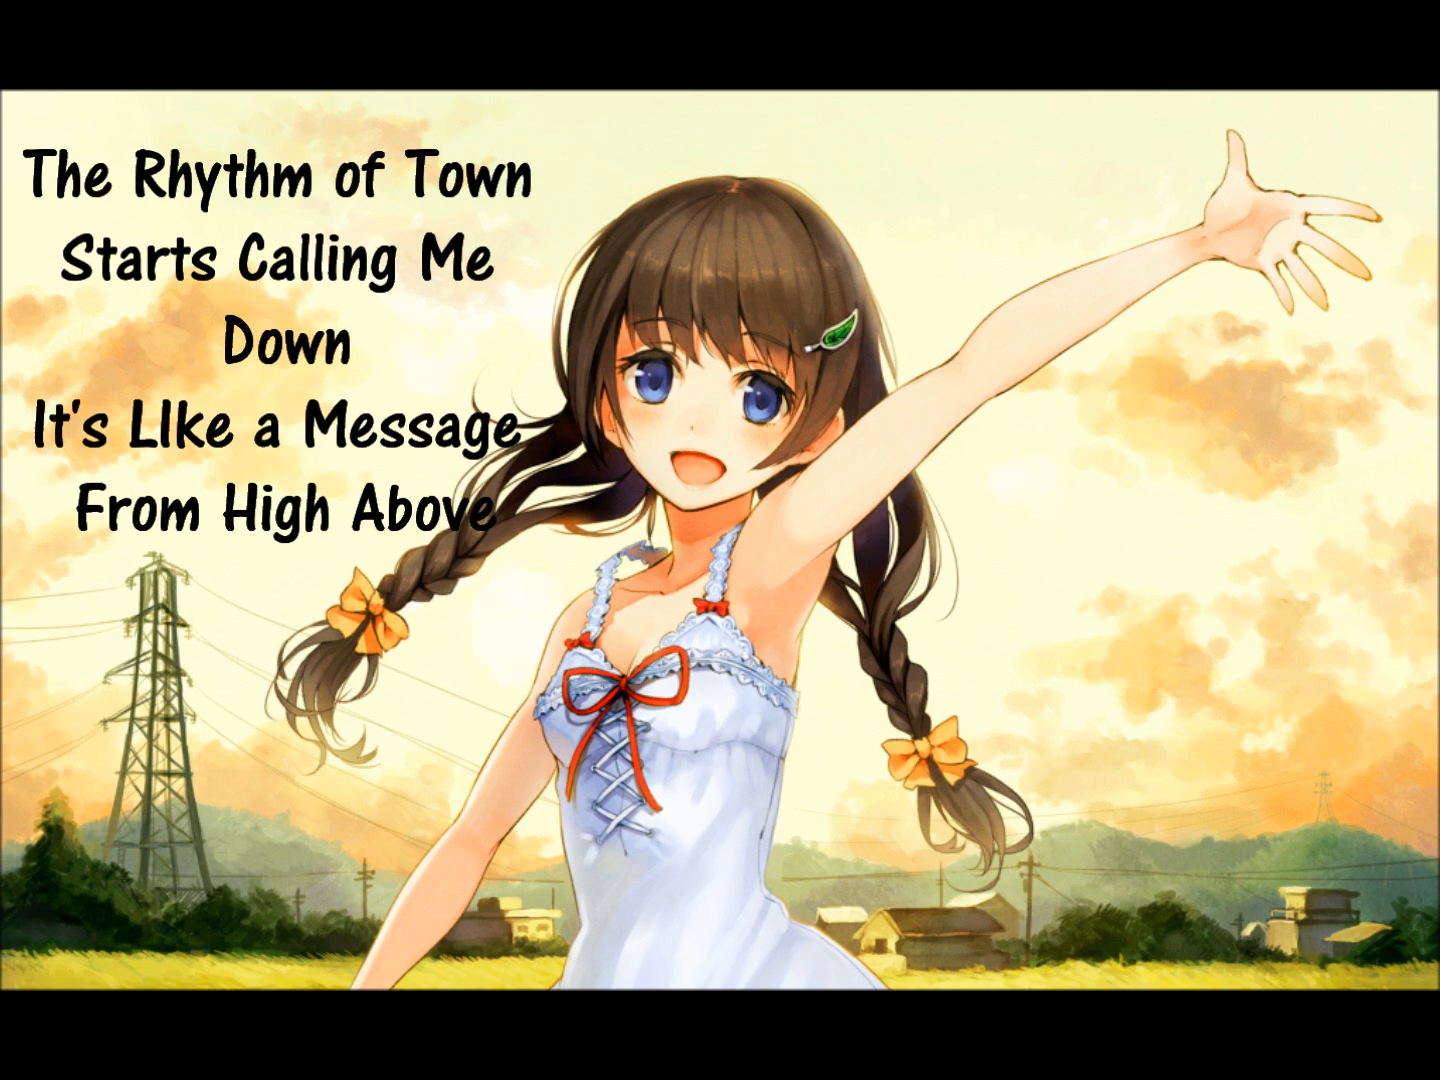 The Rhythm of Town
Starts Calling Me
Down
It's LIke a Message
From High Above